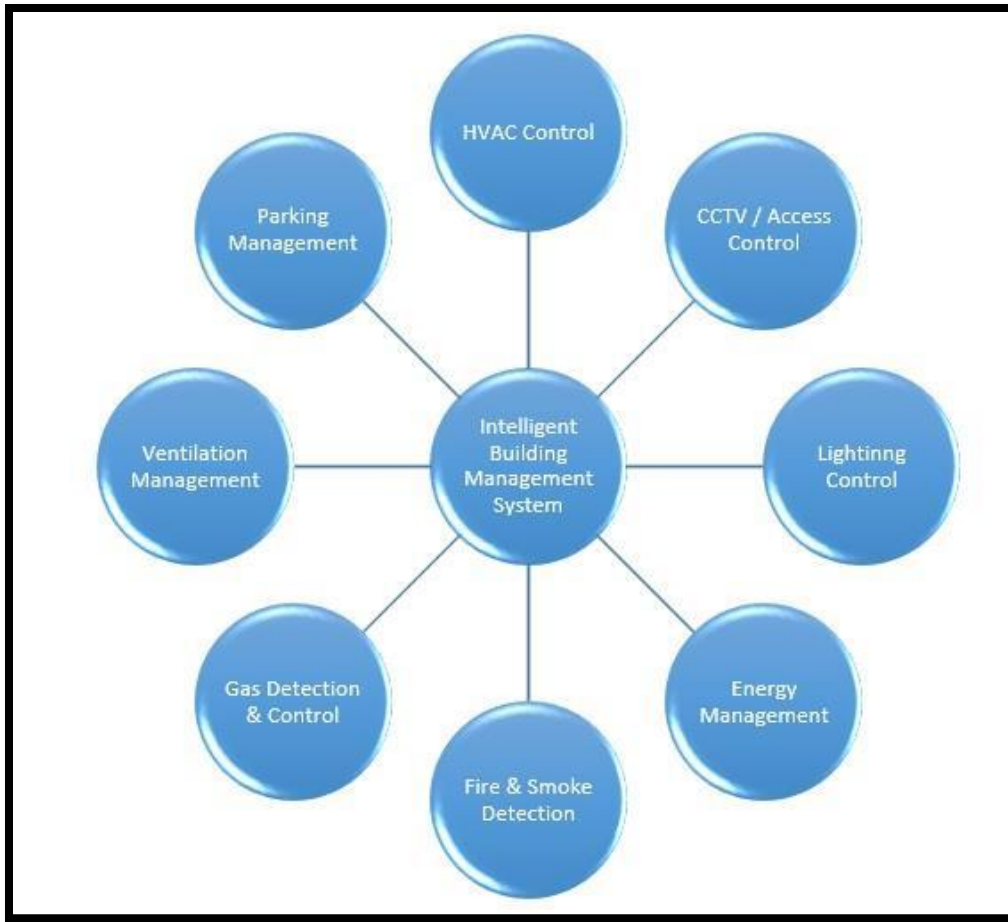 HVAC Control
CCTV / Access
Control
Lightinng
Control
Energy
Management
Fire & Smoke
Detection
Gas Detection
& Control
Ventilation
Management
Parking
Management
Intelligent
Building
Management
System